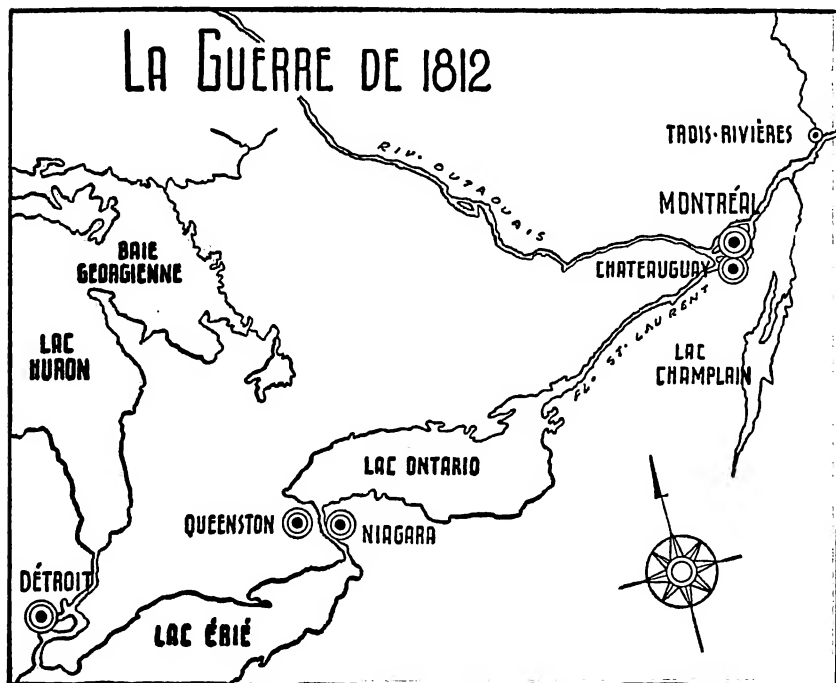 LA GUERRE DE 1812
TROIS-RIVIÈRES
RIV. OUTAOUAIS
MONTRÉAL
CHATERUGUAY
BAIE
GEORGIENNE
FL. ST. LAURENT
LAC
HURON
LAC
CHAMPLAIN
LAC ONTARIO
QUEENSTON
NIAGARA
DÉTROIT
LAC ÉRIÉ